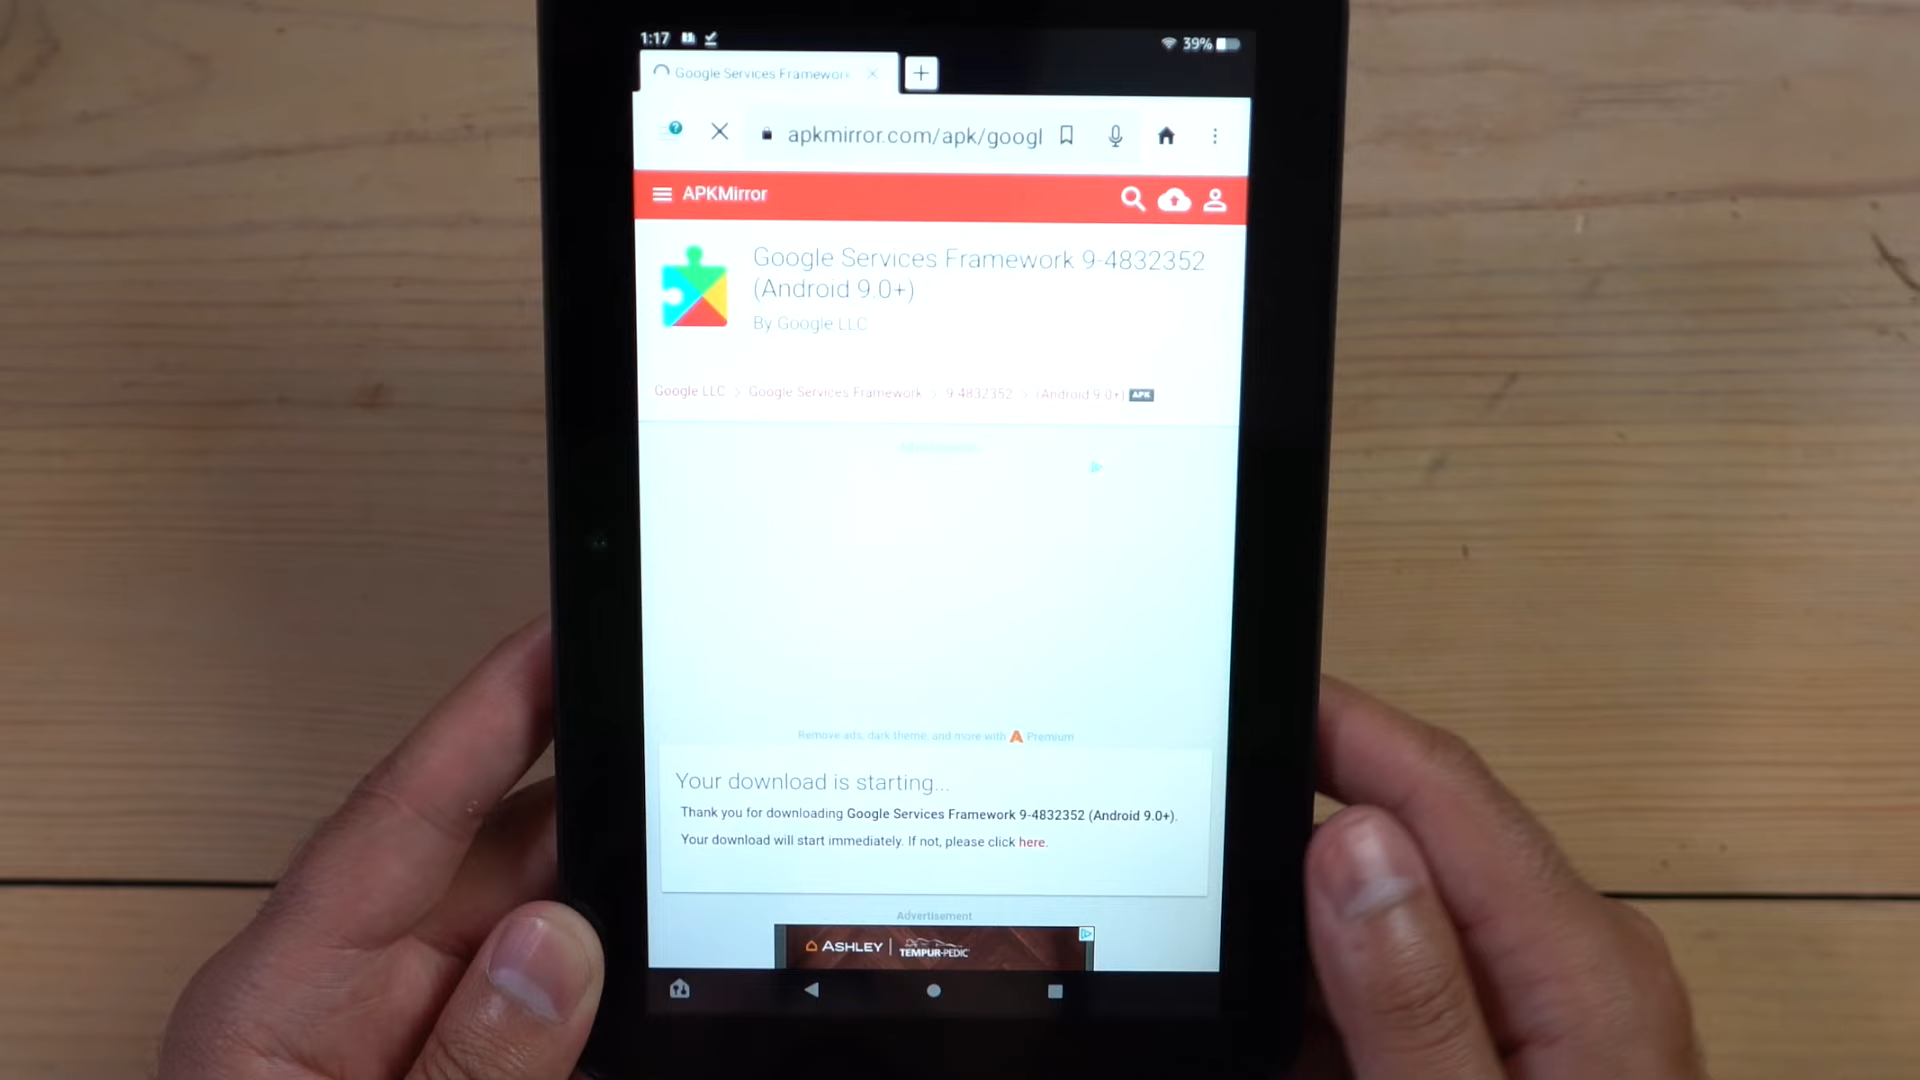 1:17
39%
Google Services Framework
apkmirror.com/apk/googl
APKMirror
Google Services Framework 9-4832352
(Android 9.0+)
By Google LLC
Google LLC > Google Services Framework > 9-4832352 > (Android 9.0+) APK
Remove ads, dark theme, and more with Premium
Your download is starting...
Thank you for downloading Google Services Framework 9-4832352 (Android 9.0+).
Your download will start immediately. If not, please click here.
Advertisement
ASHLEY | TEMPUR-PEDIC